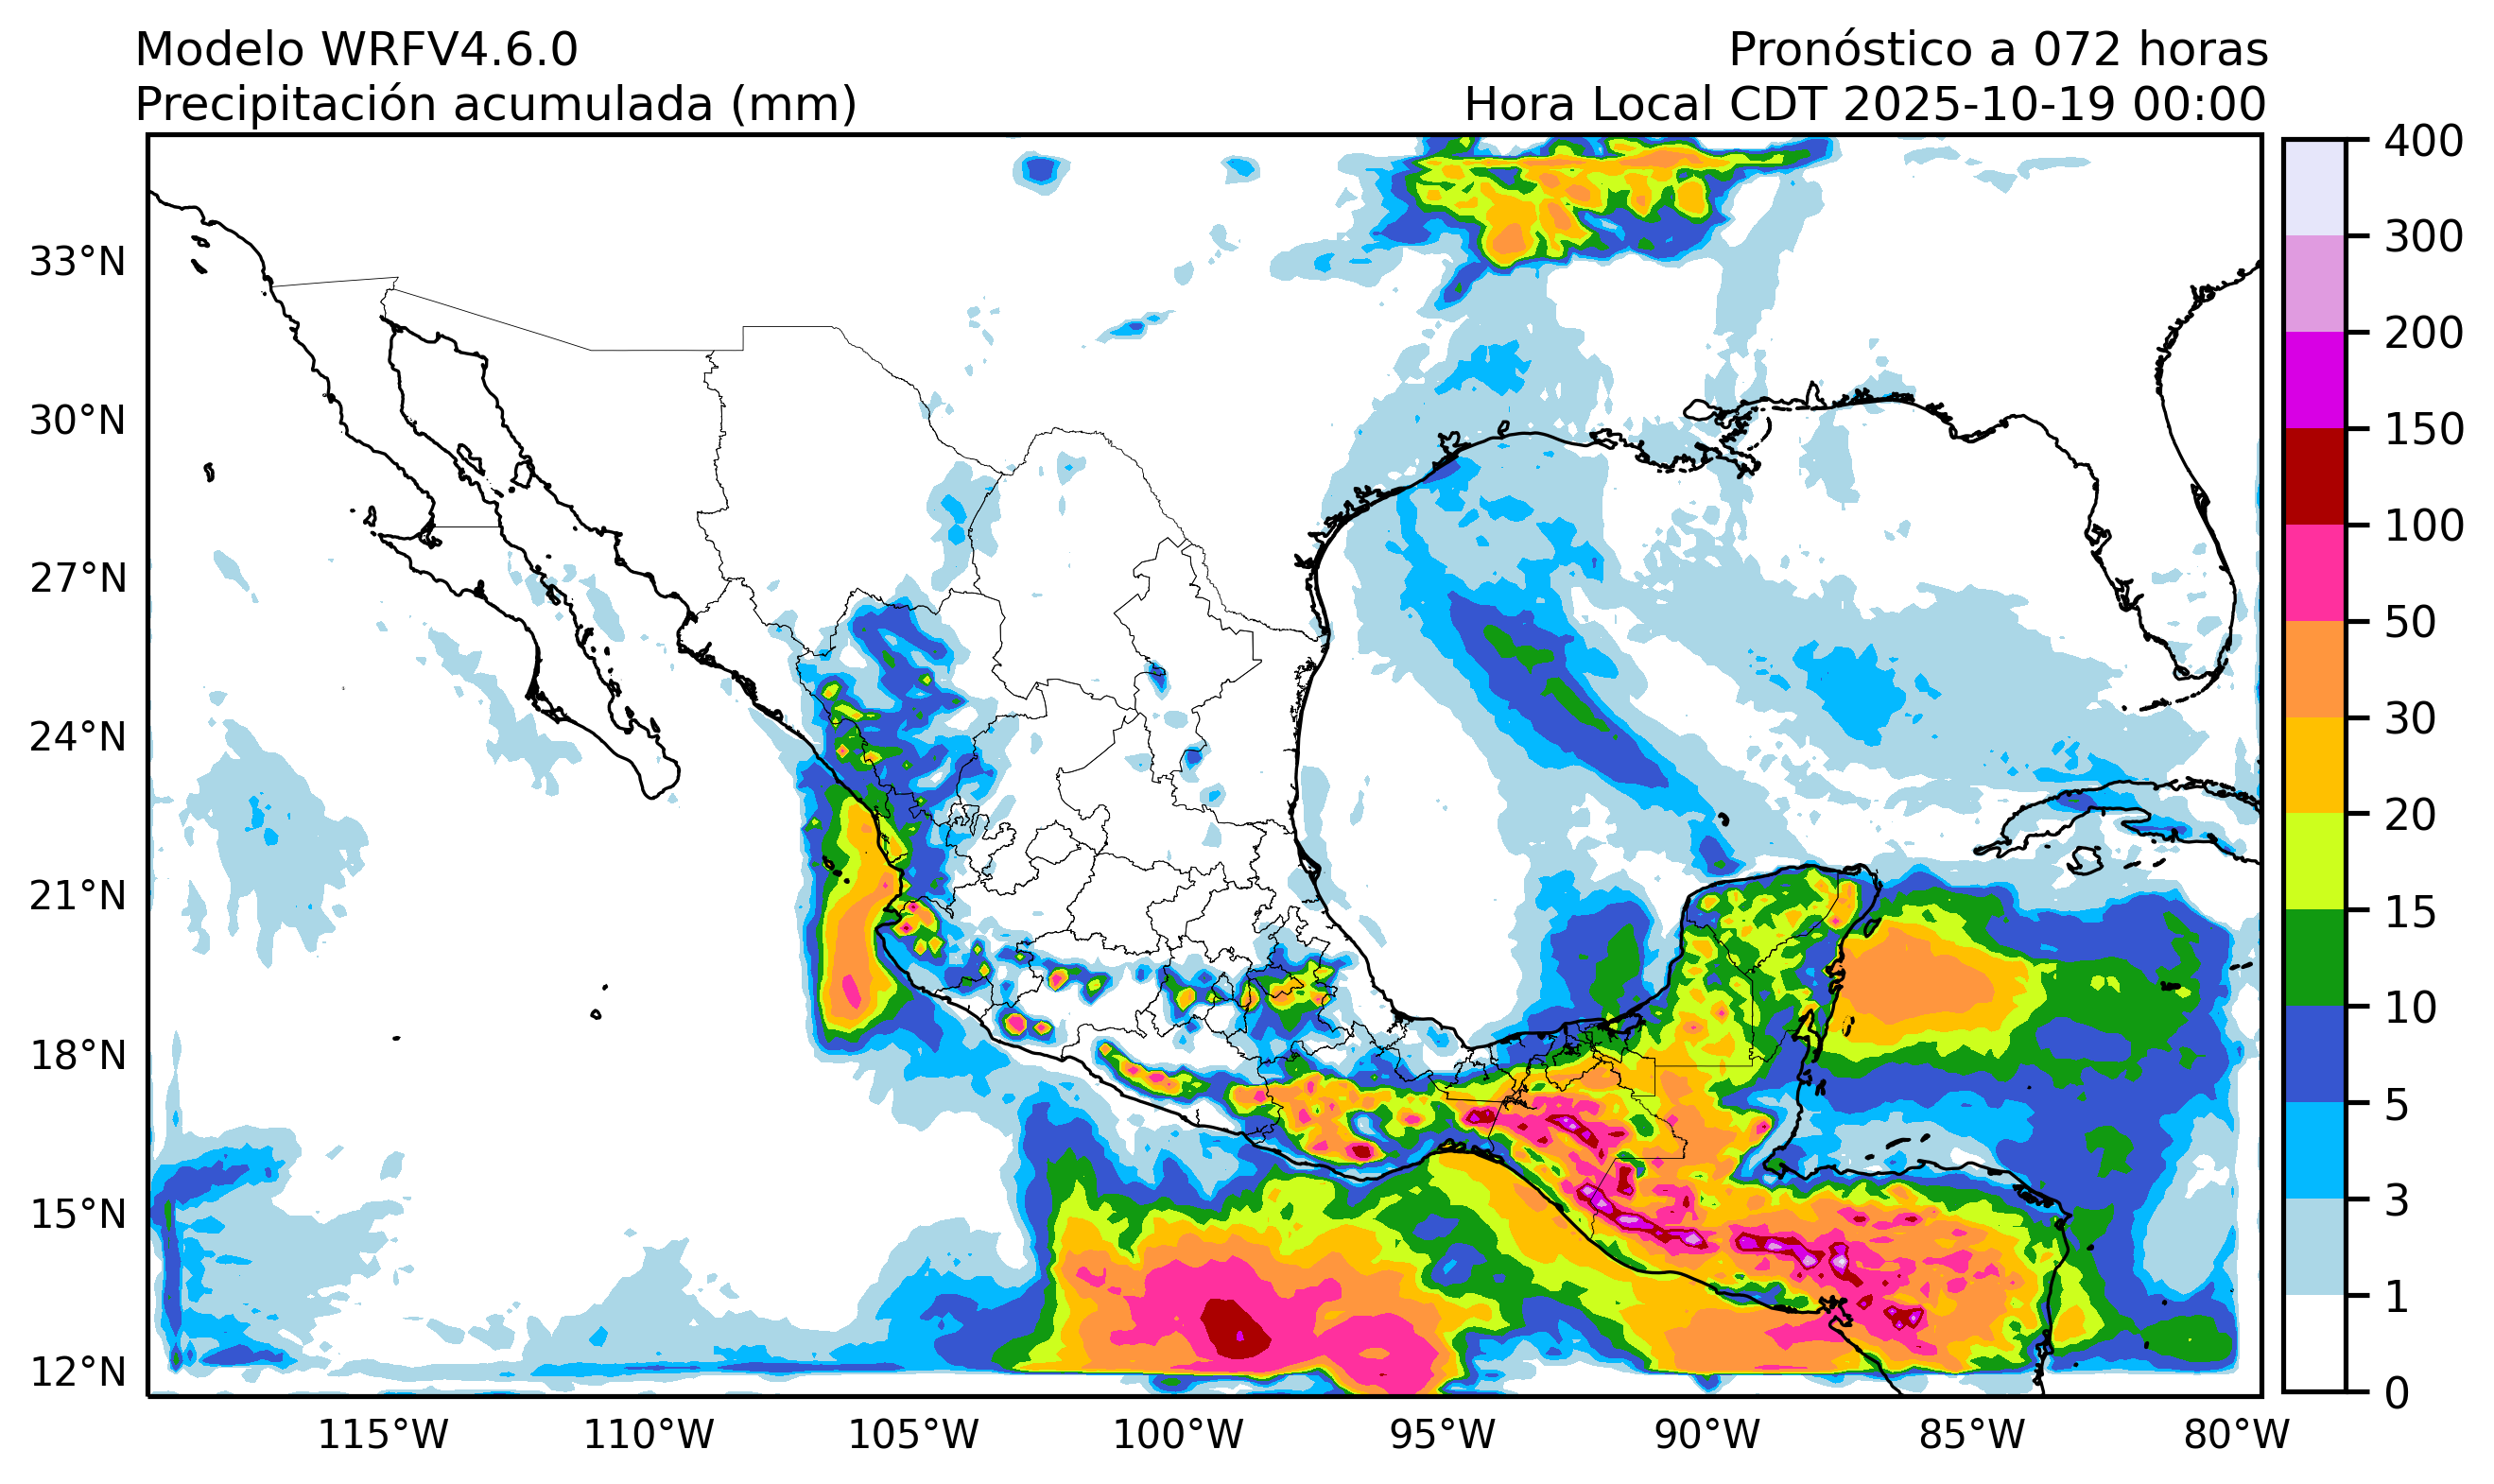 Modelo WRFV4.6.0
Pronóstico a 072 horas
Precipitación acumulada (mm)
Hora Local CDT 2025-10-19 00:00
33°N
30°N
27°N
24°N
21°N
18°N
15°N
12°N
115°W
110°W
105°W
100°W
95°W
90°W
85°W
80°W
400
300
200
150
100
50
30
20
15
10
5
3
1
0